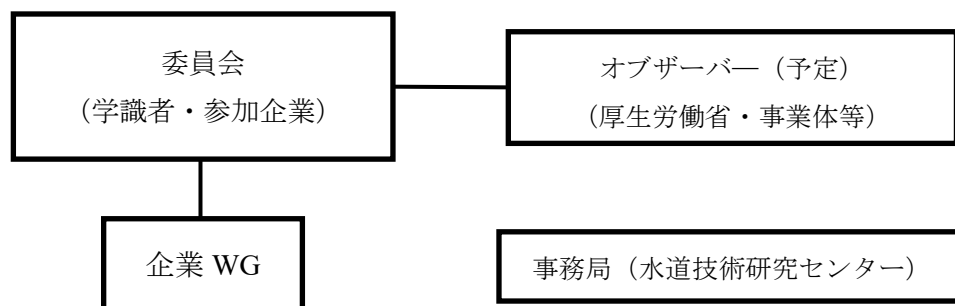 委員会
（学識者・参加企業）
オブザーバ―（予定）
（厚生労働省・事業体等）
企業 WG
事務局（水道技術研究センター）